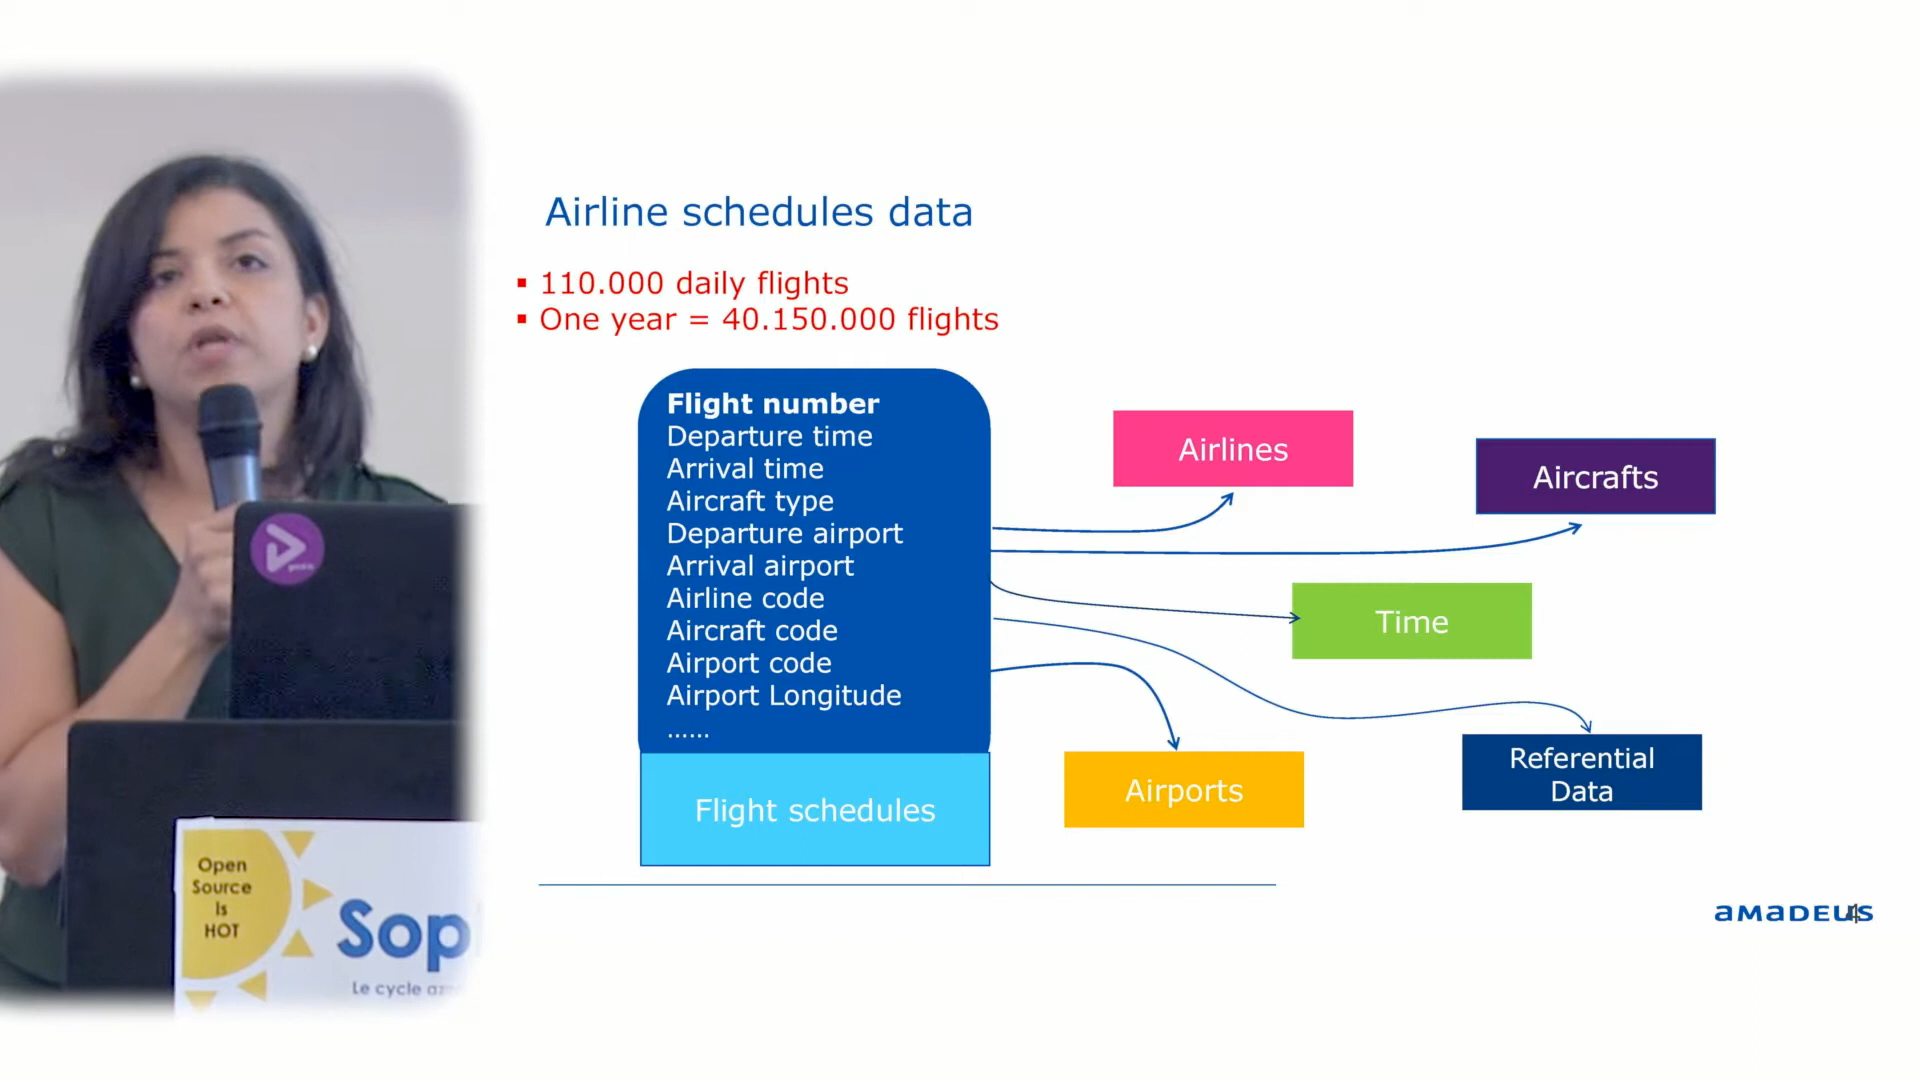 Airline schedules data
▪ 110.000 daily flights
▪ One year = 40.150.000 flights
Flight number
Departure time
Arrival time
Aircraft type
Departure airport
Arrival airport
Airline code
Aircraft code
Airport code
Airport Longitude
......
Flight schedules
Airlines
Aircrafts
Time
Airports
Referential
Data
amadeus
4
Open
Source
Is
HOT
Sop
Le cycle